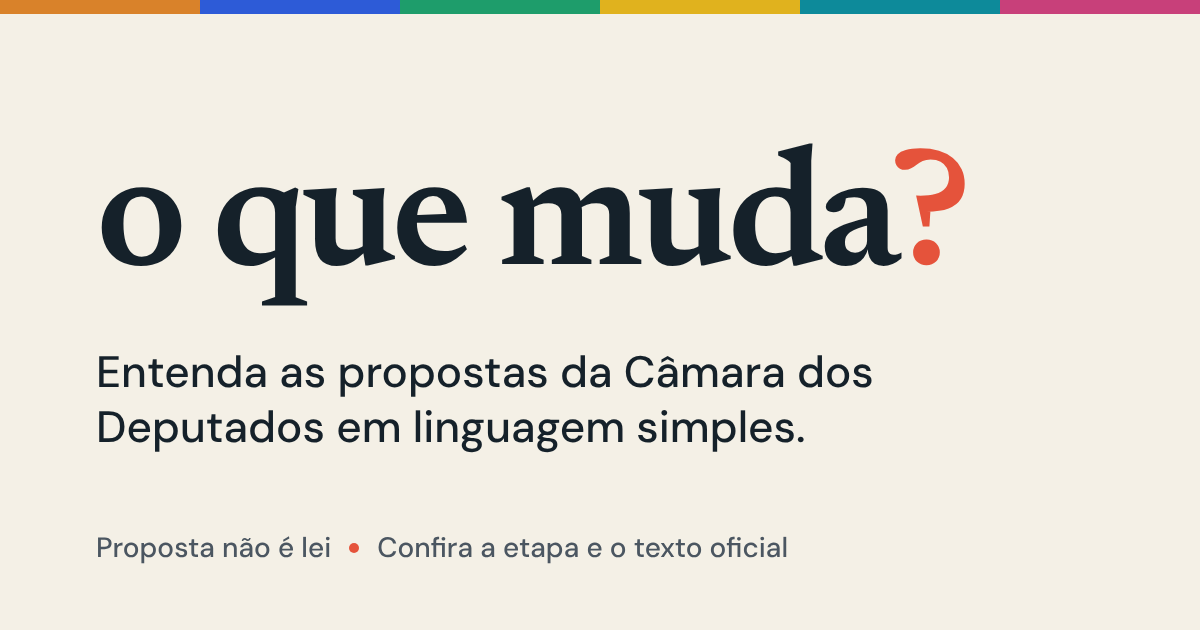 o que muda?
Entenda as propostas da Câmara dos
Deputados em linguagem simples.
Proposta não é lei • Confira a etapa e o texto oficial